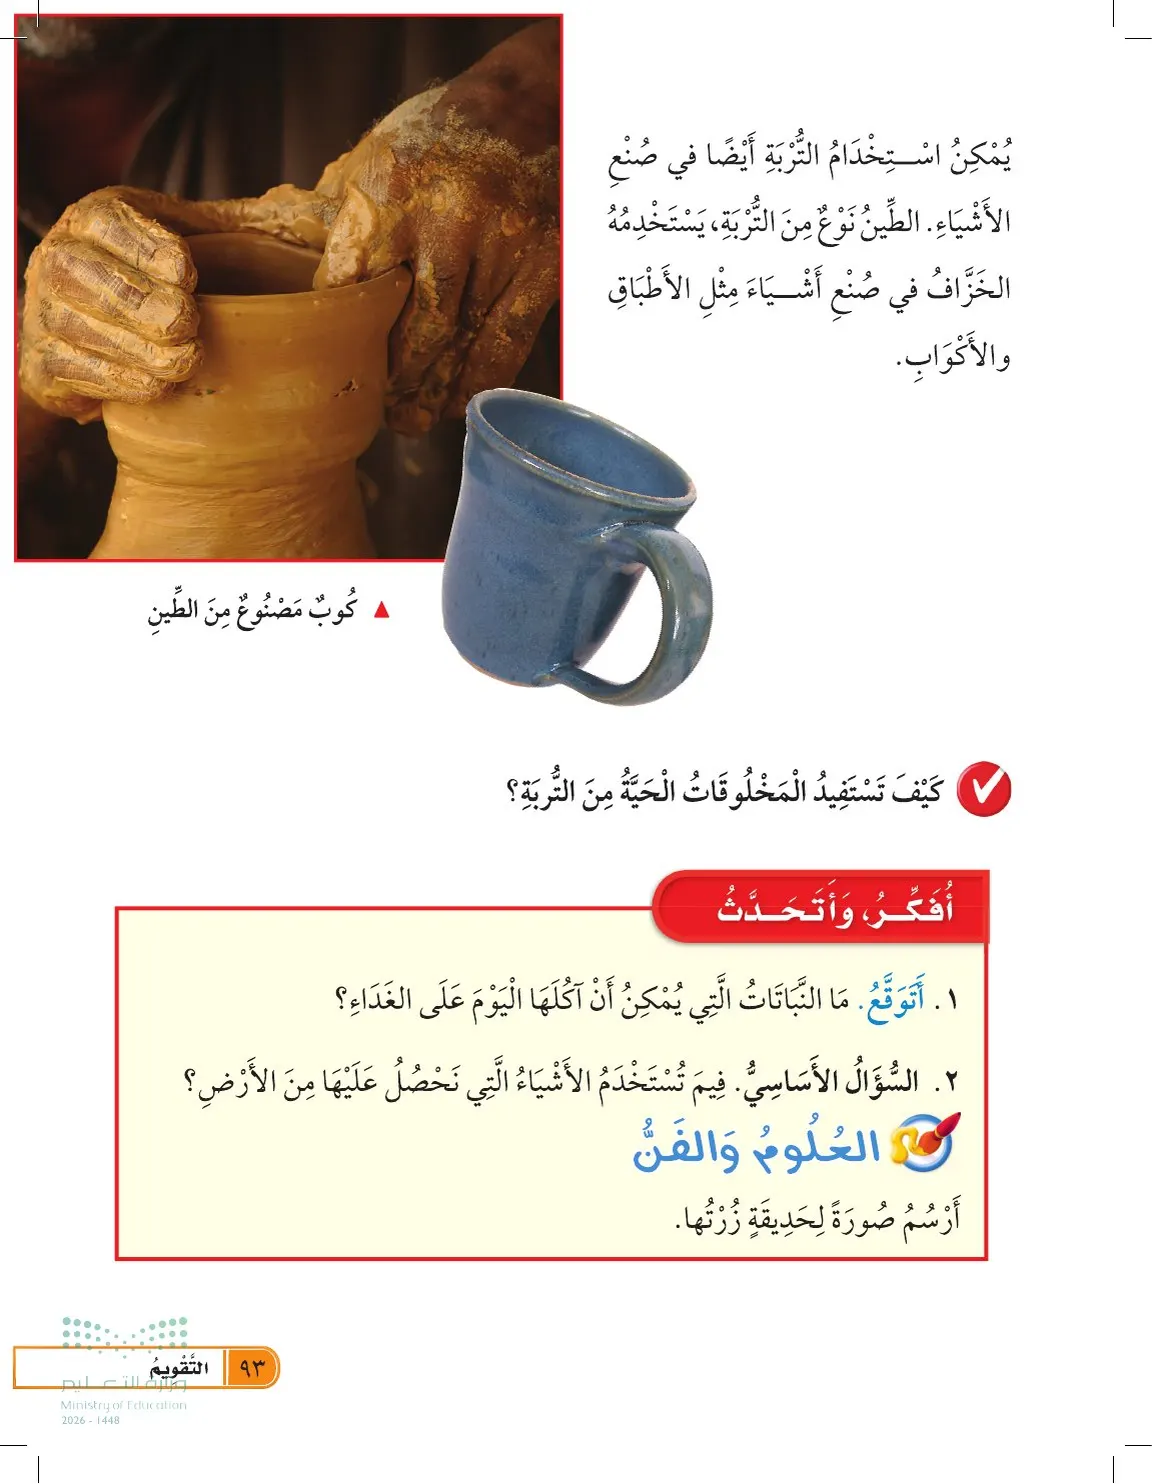 يُمْكِنُ اسْتِخْدَامُ التُّرْبَةِ أَيْضًا في صُنْعِ
الأَشْيَاءِ. الطِّينُ نَوْعٌ مِنَ التُّرْبَةِ، يَسْتَخْدِمُهُ
الخَزَّافُ في صُنْعِ أَشْيَاءَ مِثْلِ الأَطْبَاقِ
والأَكْوَابِ.
▲ كُوبٌ مَصْنُوعٌ مِنَ الطِّينِ
كَيْفَ تَسْتَفِيدُ الْمَخْلُوقَاتُ الْحَيَّةُ مِنَ التُّرْبَةِ؟
أُفَكِّرُ، وَأَتَحَدَّثُ
١. أَتَوَقَّعُ. مَا النَّبَاتَاتُ الَّتِي يُمْكِنُ أَنْ آكُلَهَا الْيَوْمَ عَلَى الغَدَاءِ؟
٢. السُّؤَالُ الأَسَاسِيُّ. فِيمَ تُسْتَخْدَمُ الأَشْيَاءُ الَّتِي نَحْصُلُ عَلَيْهَا مِنَ الأَرْضِ؟
العُلُومُ وَالفَنُّ
أَرْسُمُ صُورَةً لِحَدِيقَةٍ زُرْتُها.
٩٣ التَّقْوِيمُ
وزارة التعليم
Ministry of Education
2026 - 1448